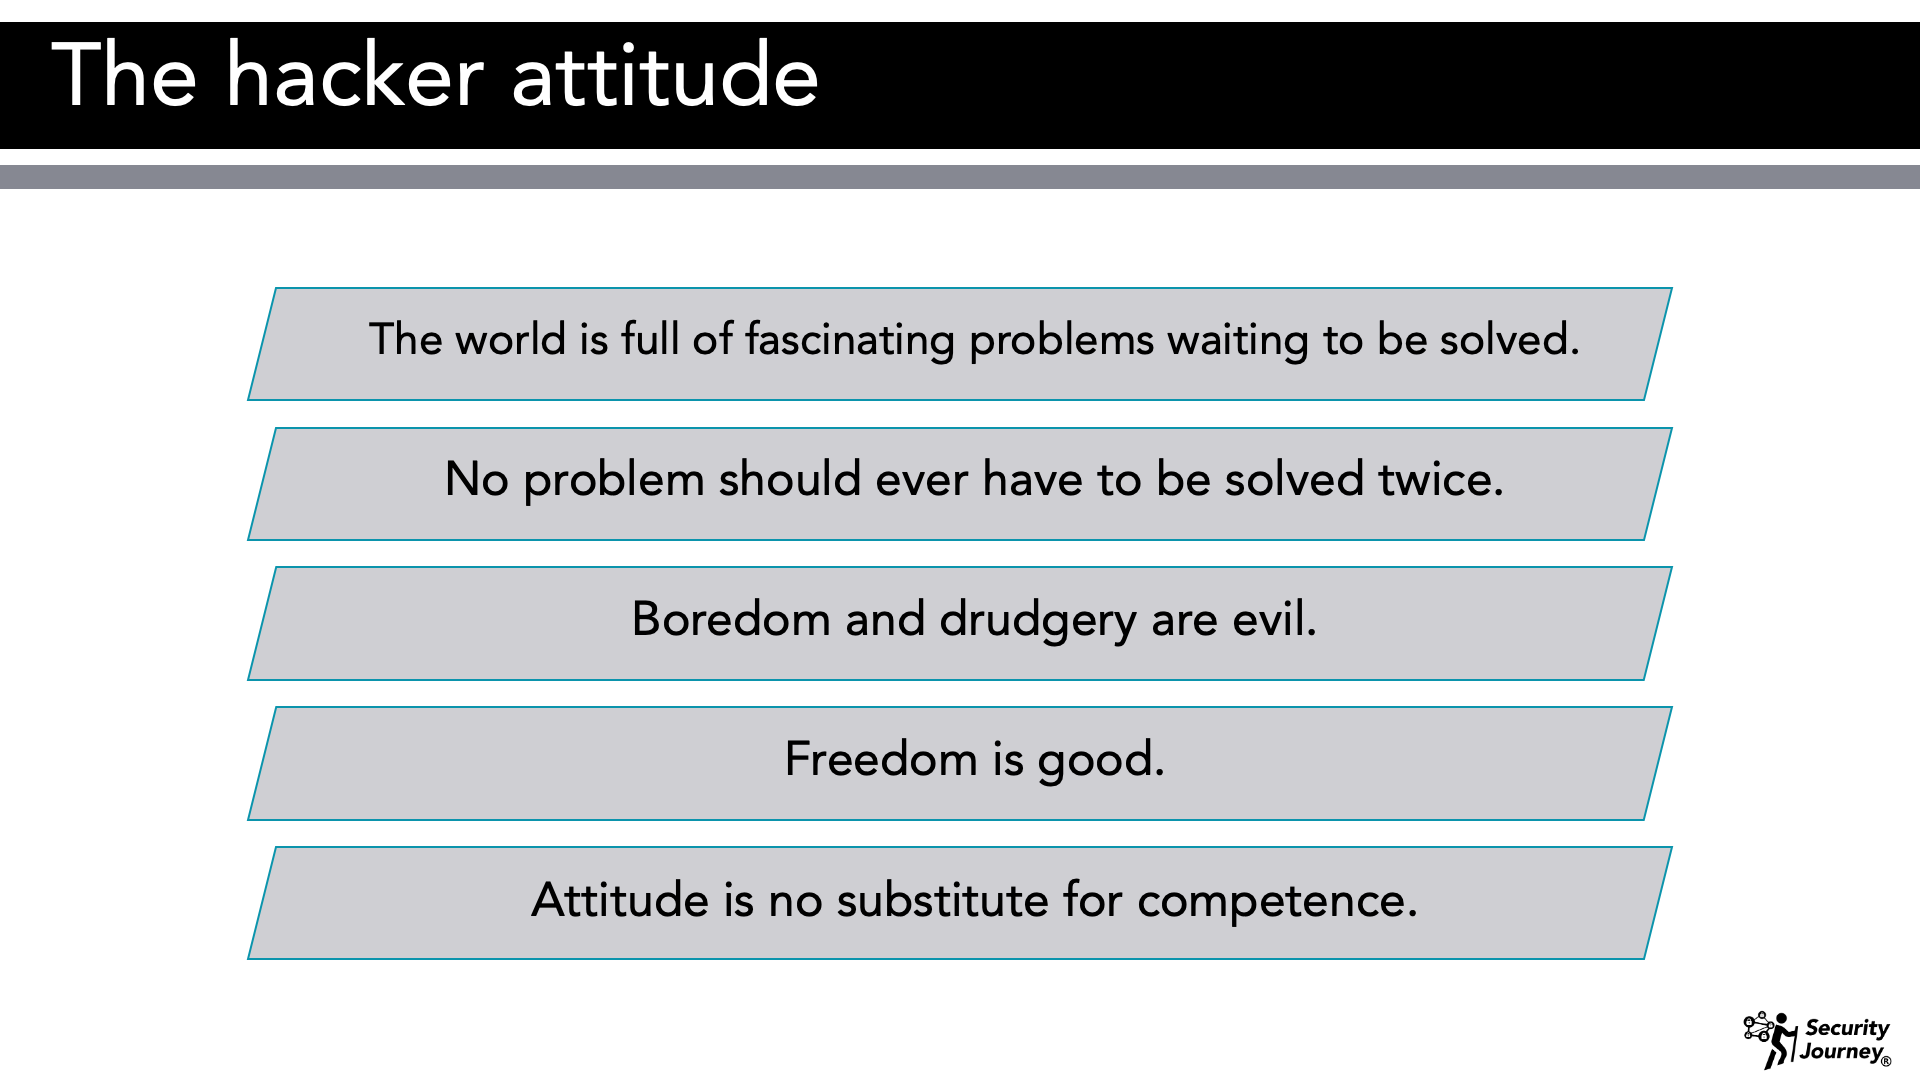 The hacker attitude
The world is full of fascinating problems waiting to be solved.
No problem should ever have to be solved twice.
Boredom and drudgery are evil.
Freedom is good.
Attitude is no substitute for competence.
Security
Journey®